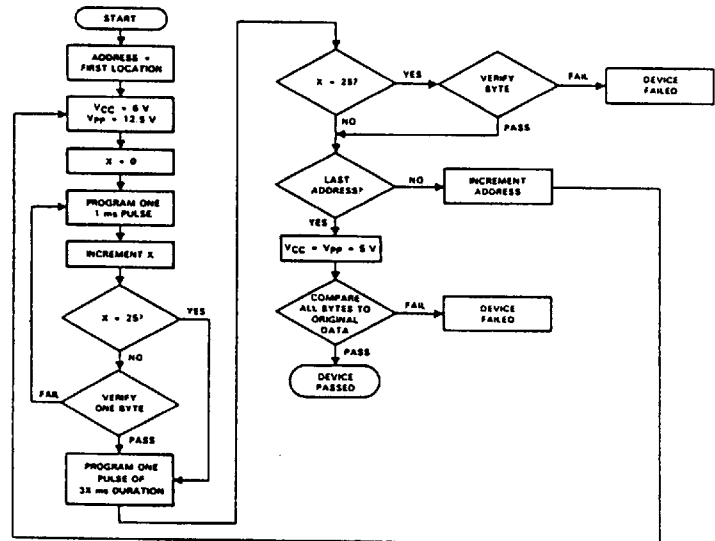 START
ADDRESS =
FIRST LOCATION
VCC = 6 V
VPP = 12.5 V
X = 0
PROGRAM ONE
1 ms PULSE
INCREMENT X
X = 25?
YES
NO
VERIFY
ONE BYTE
FAIL
PASS
PROGRAM ONE
PULSE OF
3X ms DURATION
X = 25?
YES
NO
VERIFY
BYTE
FAIL
PASS
DEVICE
FAILED
LAST
ADDRESS?
NO
YES
INCREMENT
ADDRESS
VCC = VPP = 5 V
COMPARE
ALL BYTES TO
ORIGINAL
DATA
FAIL
PASS
DEVICE
FAILED
DEVICE
PASSED